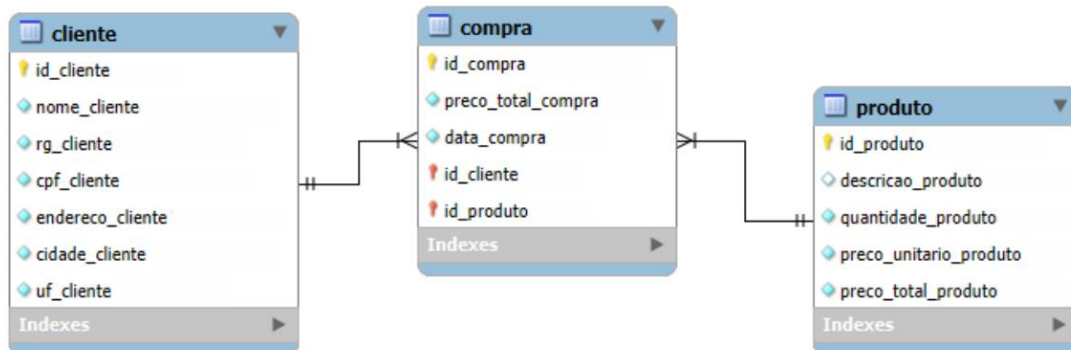 cliente
id_cliente
nome_cliente
rg_cliente
cpf_cliente
endereco_cliente
cidade_cliente
uf_cliente
Indexes
compra
id_compra
preco_total_compra
data_compra
id_cliente
id_produto
Indexes
produto
id_produto
descricao_produto
quantidade_produto
preco_unitario_produto
preco_total_produto
Indexes